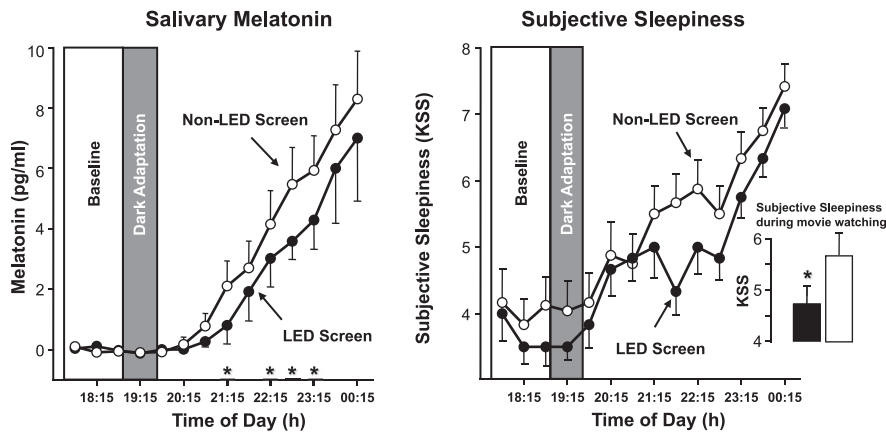 Salivary Melatonin
10
8
6
4
2
0
Melatonin (pg/ml)
Baseline
Dark Adaptation
Non-LED Screen
LED Screen
* * * *
18:15 19:15 20:15 21:15 22:15 23:15 00:15
Time of Day (h)
Subjective Sleepiness
8
7
6
5
4
Subjective Sleepiness (KSS)
Baseline
Dark Adaptation
Non-LED Screen
LED Screen
18:15 19:15 20:15 21:15 22:15 23:15 00:15
Time of Day (h)
Subjective Sleepiness
during movie watching
6
5
4
KSS
*